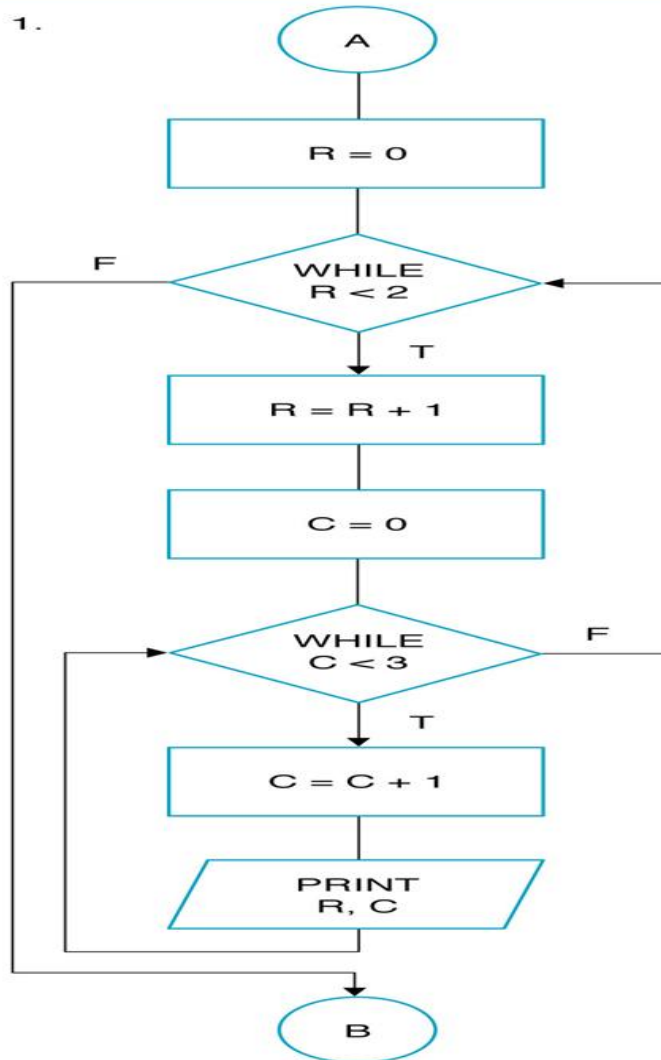 1.
A
R = 0
F
WHILE
R < 2
T
R = R + 1
C = 0
WHILE
C < 3
F
T
C = C + 1
PRINT
R, C
B